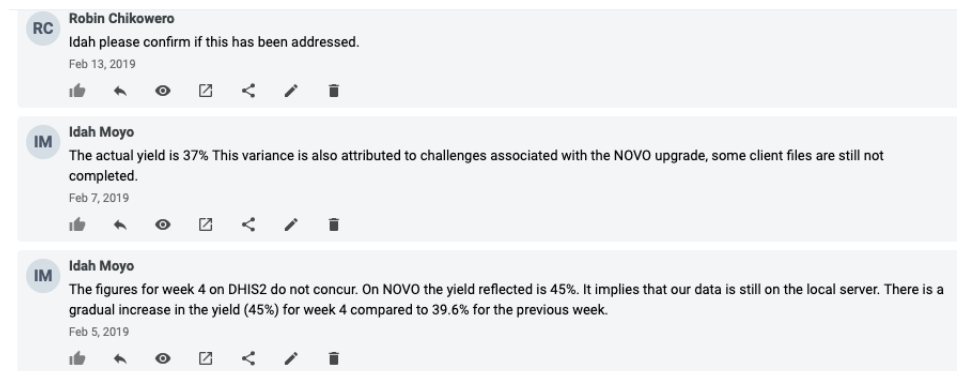 RC
Robin Chikowero
Idah please confirm if this has been addressed.
Feb 13, 2019
IM
Idah Moyo
The actual yield is 37% This variance is also attributed to challenges associated with the NOVO upgrade, some client files are still not
completed.
Feb 7, 2019
IM
Idah Moyo
The figures for week 4 on DHIS2 do not concur. On NOVO the yield reflected is 45%. It implies that our data is still on the local server. There is a
gradual increase in the yield (45%) for week 4 compared to 39.6% for the previous week.
Feb 5, 2019